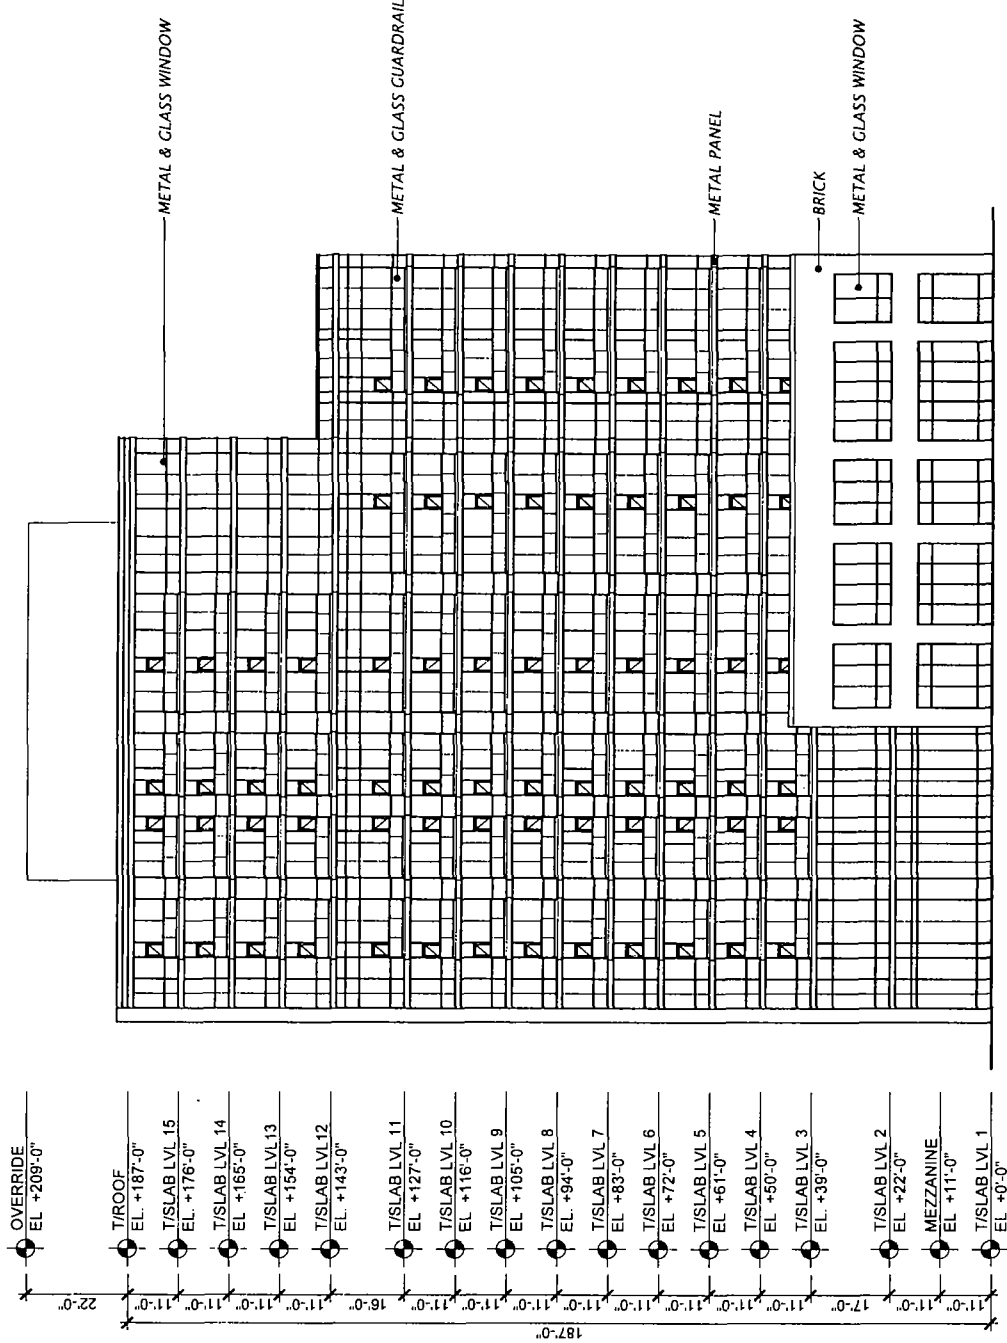 METAL & GLASS WINDOW
METAL & GLASS GUARDRAIL
METAL PANEL
BRICK
METAL & GLASS WINDOW
OVERRIDE
EL +209'-0"
T/ROOF
EL. +187'-0"
T/SLAB LVL 15
EL +176'-0"
T/SLAB LVL 14
EL +165'-0"
T/SLAB LVL 13
EL +154'-0"
T/SLAB LVL 12
EL. +143'-0"
T/SLAB LVL 11
EL +127'-0"
T/SLAB LVL 10
EL +116'-0"
T/SLAB LVL 9
EL +105'-0"
T/SLAB LVL 8
EL. +94'-0"
T/SLAB LVL 7
EL +83'-0"
T/SLAB LVL 6
EL +72'-0"
T/SLAB LVL 5
EL +61'-0"
T/SLAB LVL 4
EL +50'-0"
T/SLAB LVL 3
EL. +39'-0"
T/SLAB LVL 2
EL +22'-0"
MEZZANINE
EL +11'-0"
T/SLAB LVL 1
EL +0'-0"
22'-0"
11'-0"
11'-0"
11'-0"
11'-0"
16'-0"
11'-0"
11'-0"
11'-0"
11'-0"
11'-0"
11'-0"
11'-0"
11'-0"
17'-0"
11'-0"
11'-0"
187'-0"